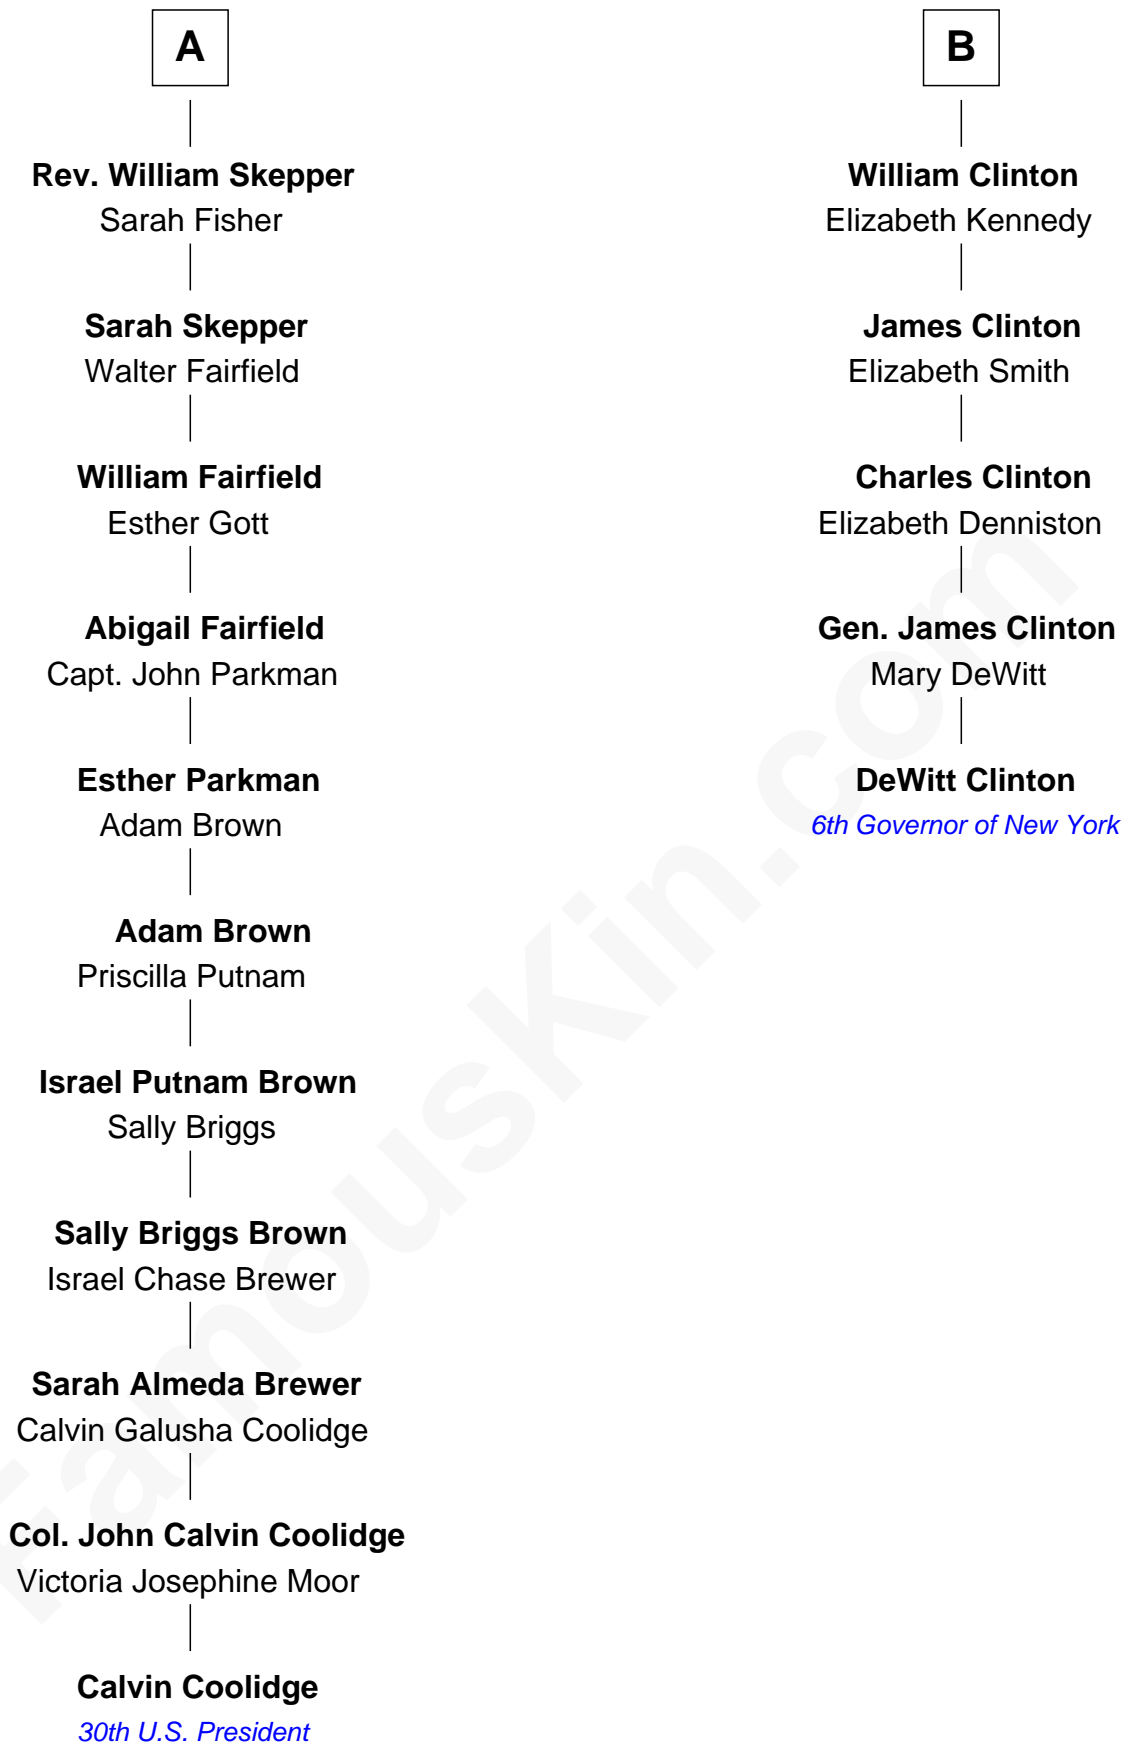 A
Rev. William Skepper
Sarah Fisher
Sarah Skepper
Walter Fairfield
William Fairfield
Esther Gott
Abigail Fairfield
Capt. John Parkman
Esther Parkman
Adam Brown
Adam Brown
Priscilla Putnam
Israel Putnam Brown
Sally Briggs
Sally Briggs Brown
Israel Chase Brewer
Sarah Almeda Brewer
Calvin Galusha Coolidge
Col. John Calvin Coolidge
Victoria Josephine Moor
Calvin Coolidge
30th U.S. President
B
William Clinton
Elizabeth Kennedy
James Clinton
Elizabeth Smith
Charles Clinton
Elizabeth Denniston
Gen. James Clinton
Mary DeWitt
DeWitt Clinton
6th Governor of New York
FamousKin.com